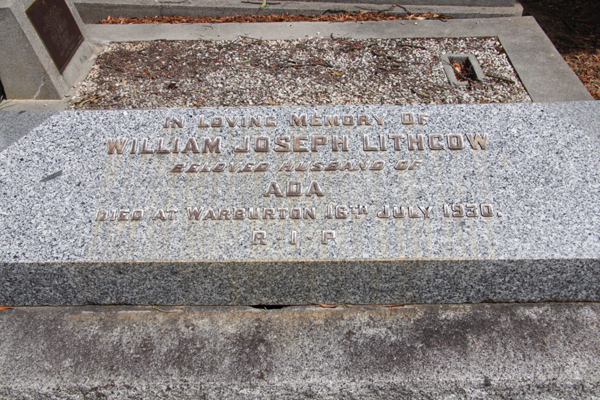 IN LOVING MEMORY OF
WILLIAM JOSEPH LITHGOW
BELOVED HUSBAND OF
ADA
DIED AT WARBURTON 16TH JULY 1930.
R.I.P